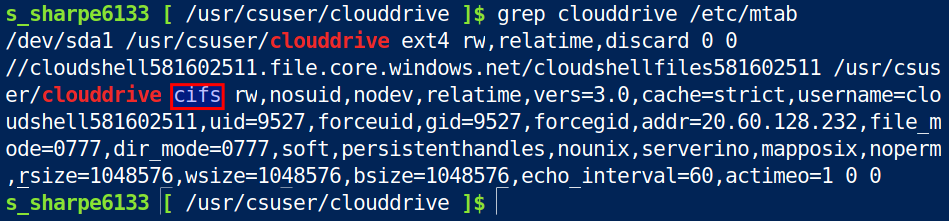 s_sharpe6133 [ /usr/csuser/clouddrive ]$ grep clouddrive /etc/mtab
/dev/sda1 /usr/csuser/clouddrive ext4 rw,relatime,discard 0 0
//cloudshell581602511.file.core.windows.net/cloudshellfiles581602511 /usr/csus
er/clouddrive cifs rw,nosuid,nodev,relatime,vers=3.0,cache=strict,username=clo
udshell581602511,uid=9527,forceuid,gid=9527,forcegid,addr=20.60.128.232,file_m
ode=0777,dir_mode=0777,soft,persistenthandles,nounix,serverino,mapposix,noperm
,rsize=1048576,wsize=1048576,bsize=1048576,echo_interval=60,actimeo=1 0 0
s_sharpe6133 [ /usr/csuser/clouddrive ]$